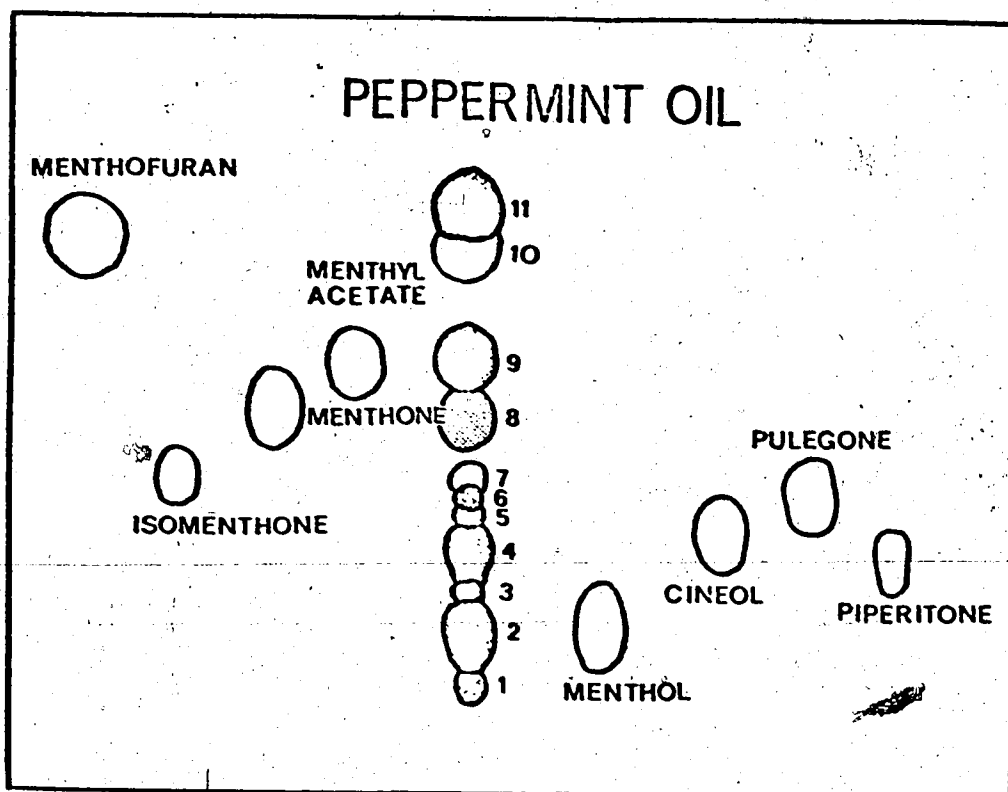 PEPPERMINT OIL
MENTHOFURAN
11
10
MENTHYL
ACETATE
9
MENTHONE
8
PULEGONE
7
6
ISOMENTHONE
5
4
3
CINEOL
PIPERITONE
2
1
MENTHOL